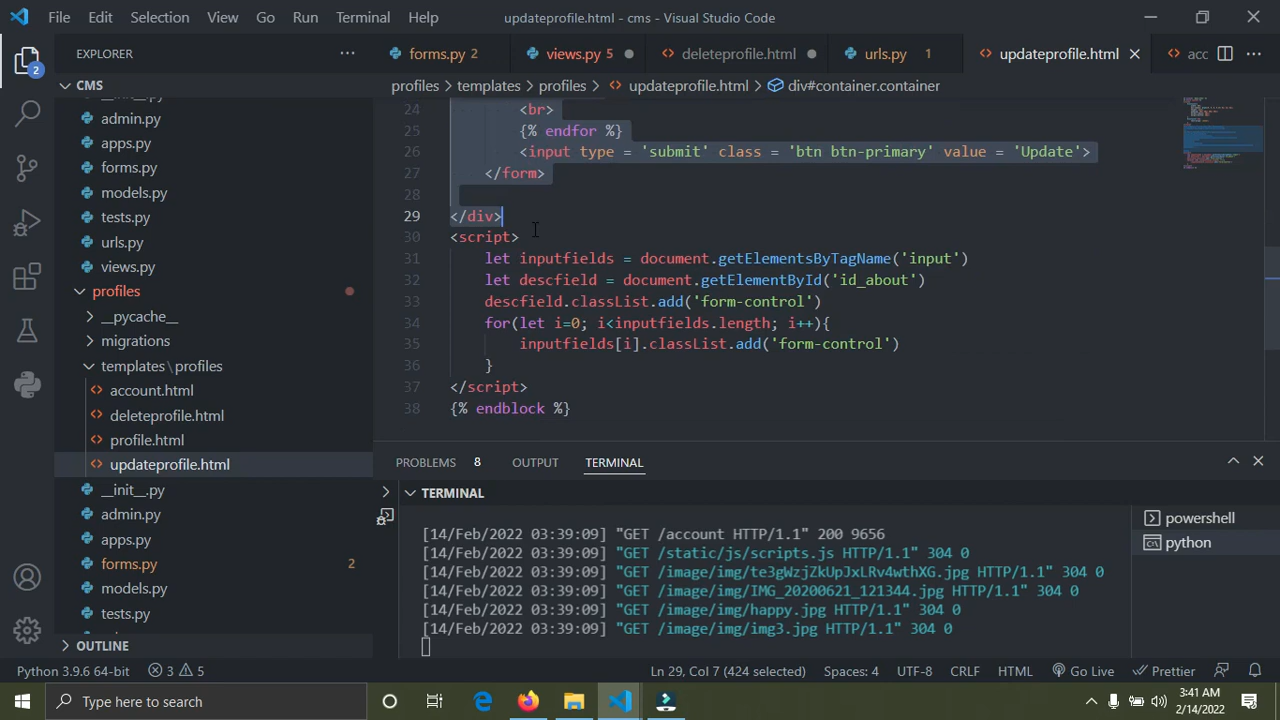 File Edit Selection View Go Run Terminal Help updateprofile.html - cms - Visual Studio Code
EXPLORER
forms.py 2 views.py 5 deleteprofile.html urls.py 1 updateprofile.html acc
CMS
profiles > templates > profiles > updateprofile.html > div#container.container
admin.py
apps.py
forms.py
models.py
tests.py
urls.py
views.py
profiles
__pycache__
migrations
templates\profiles
account.html
deleteprofile.html
profile.html
updateprofile.html
__init__.py
admin.py
apps.py
forms.py 2
models.py
tests.py
OUTLINE
2
24 <br>
25 {% endfor %}
26 <input type = 'submit' class = 'btn btn-primary' value = 'Update'>
27 </form>
28
29 </div>
30 <script>
31 let inputfields = document.getElementsByTagName('input')
32 let descfield = document.getElementById('id_about')
33 descfield.classList.add('form-control')
34 for(let i=0; i<inputfields.length; i++){
35 inputfields[i].classList.add('form-control')
36 }
37 </script>
38 {% endblock %}
PROBLEMS 8 OUTPUT TERMINAL
TERMINAL
[14/Feb/2022 03:39:09] "GET /account HTTP/1.1" 200 9656
[14/Feb/2022 03:39:09] "GET /static/js/scripts.js HTTP/1.1" 304 0
[14/Feb/2022 03:39:09] "GET /image/img/te3gWzjZkUpJxLRv4wthXG.jpg HTTP/1.1" 304 0
[14/Feb/2022 03:39:09] "GET /image/img/IMG_20200621_121344.jpg HTTP/1.1" 304 0
[14/Feb/2022 03:39:09] "GET /image/img/happy.jpg HTTP/1.1" 304 0
[14/Feb/2022 03:39:09] "GET /image/img/img3.jpg HTTP/1.1" 304 0
powershell
python
Python 3.9.6 64-bit 3 5 Ln 29, Col 7 (424 selected) Spaces: 4 UTF-8 CRLF HTML Go Live Prettier
Type here to search
3:41 AM
2/14/2022